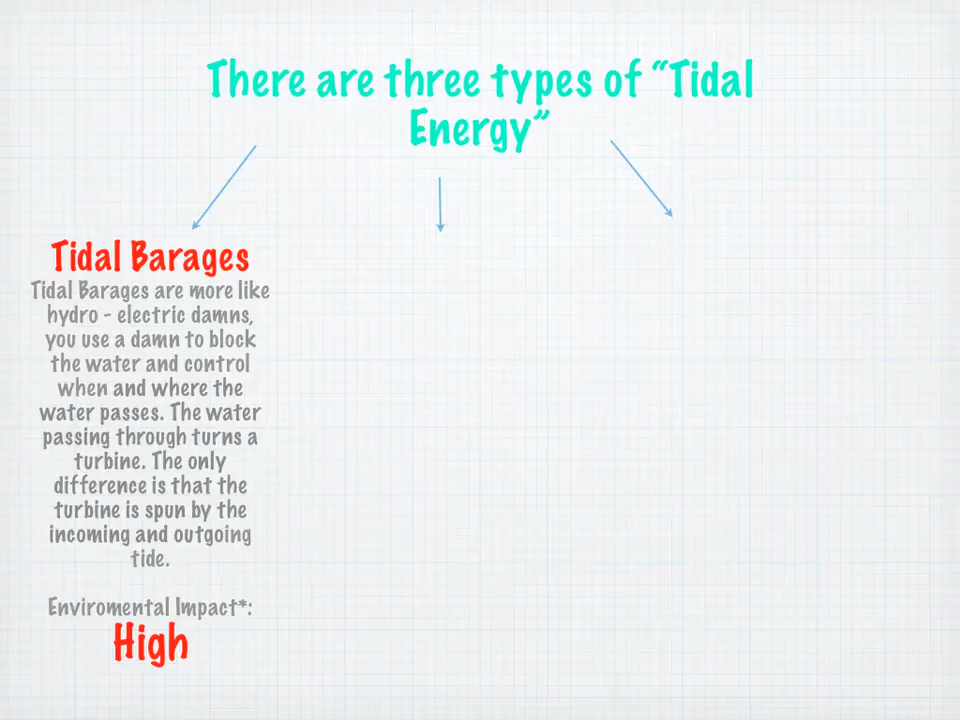 There are three types of “Tidal
Energy”
Tidal Barages
Tidal Barages are more like
hydro - electric damns,
you use a damn to block
the water and control
when and where the
water passes. The water
passing through turns a
turbine. The only
difference is that the
turbine is spun by the
incoming and outgoing
tide.
Enviromental Impact*:
High